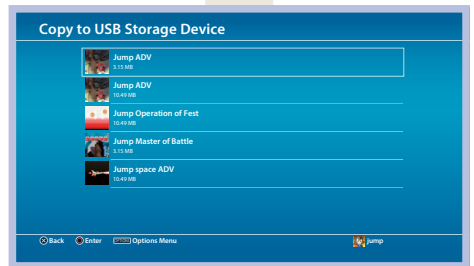 Copy to USB Storage Device
Jump ADV
3.15 MB
Jump ADV
10.49 MB
Jump Operation of Fest
10.49 MB
Jump Master of Battle
3.15 MB
Jump space ADV
10.49 MB
Back Enter OPTIONS Options Menu jump